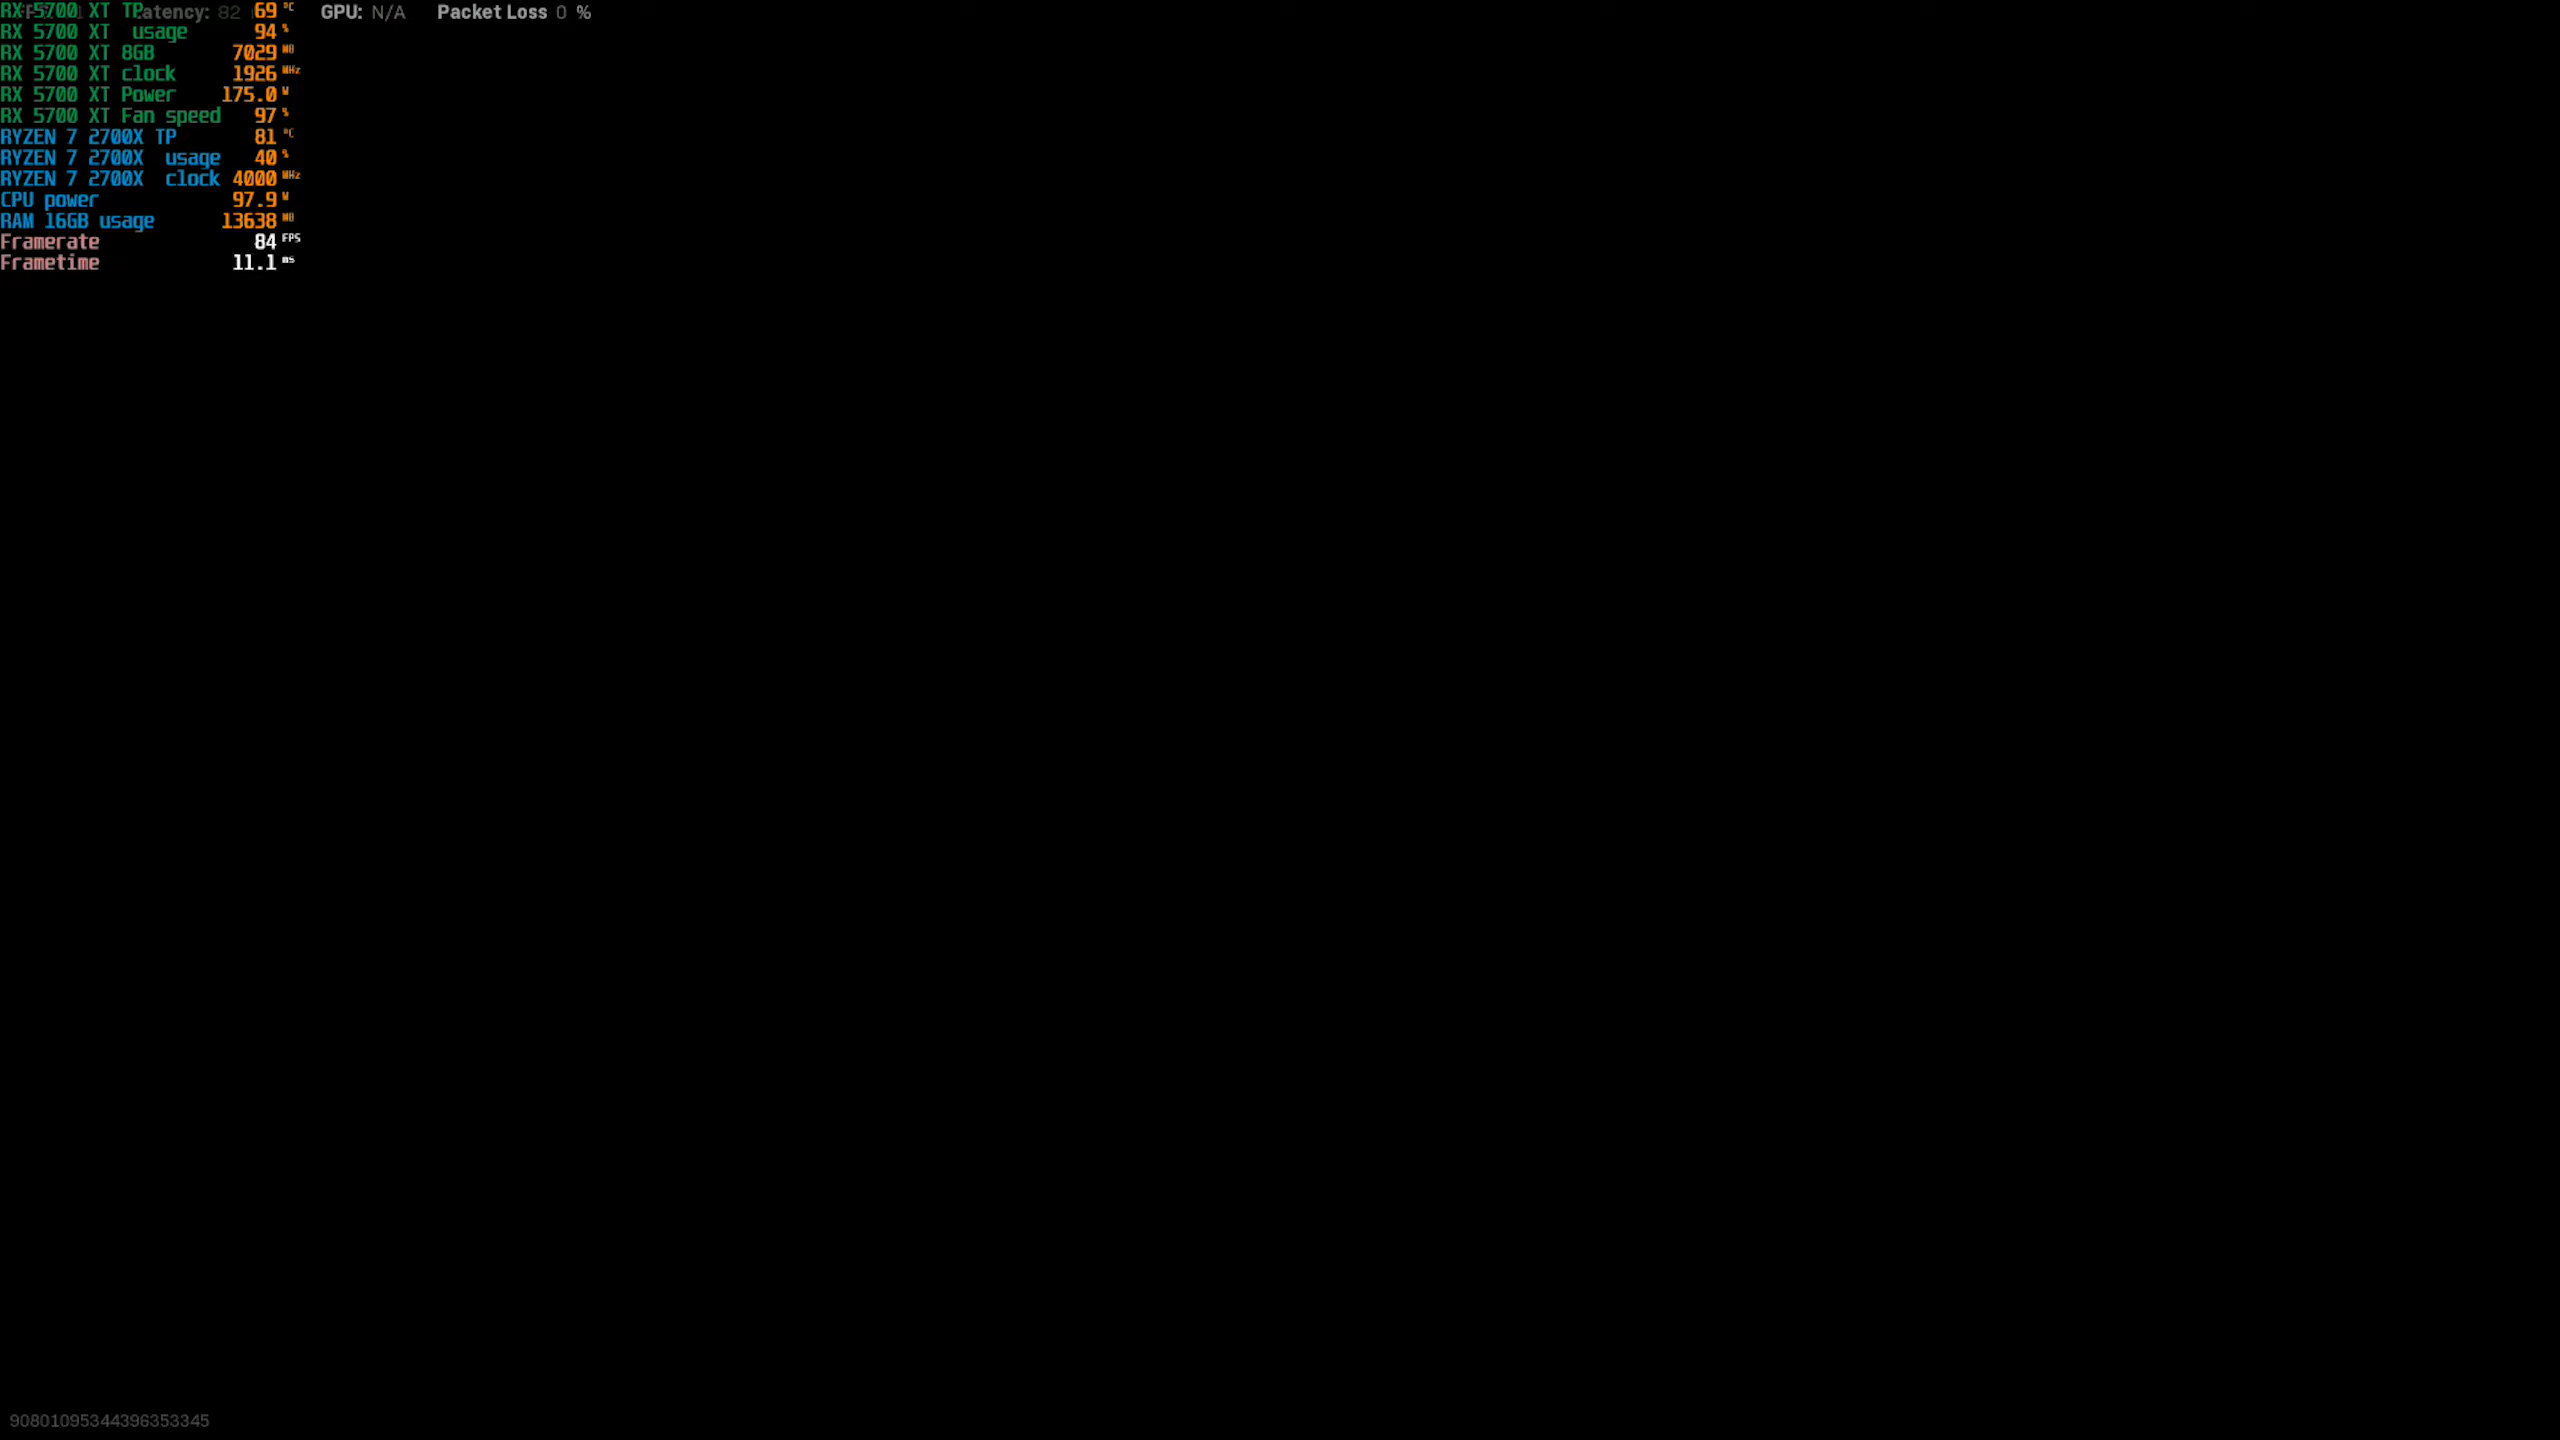 RX 5700 XT TP 69 °C
Latency: 82
GPU: N/A Packet Loss 0 %
RX 5700 XT usage 94 %
RX 5700 XT 8GB 7029 MB
RX 5700 XT clock 1926 MHz
RX 5700 XT Power 175.0 W
RX 5700 XT Fan speed 97 %
RYZEN 7 2700X TP 81 °C
RYZEN 7 2700X usage 40 %
RYZEN 7 2700X clock 4000 MHz
CPU power 97.9 W
RAM 16GB usage 13638 MB
Framerate 84 FPS
Frametime 11.1 ms
90801095344396353345